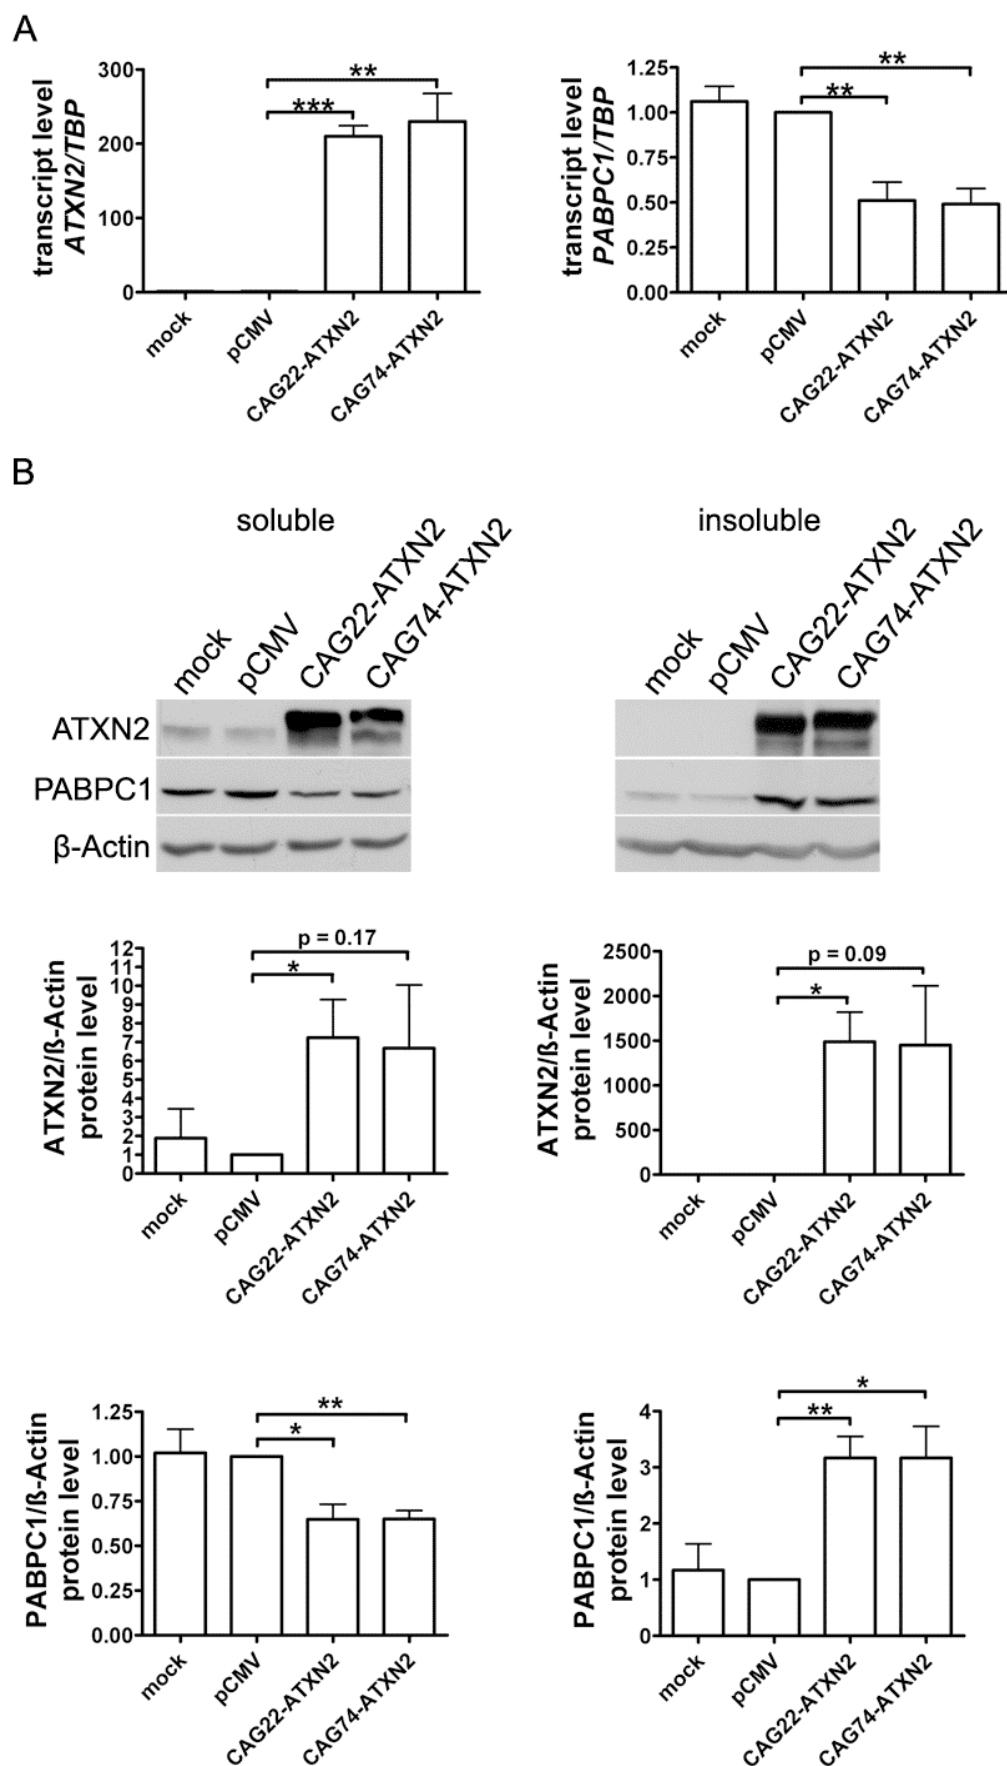 A
transcript level
ATXN2/TBP
300
200
100
0
**
***
mock
pCMV
CAG22-ATXN2
CAG74-ATXN2
transcript level
PABPC1/TBP
1.25
1.00
0.75
0.50
0.25
0.00
**
**
mock
pCMV
CAG22-ATXN2
CAG74-ATXN2
B
soluble
mock
pCMV
CAG22-ATXN2
CAG74-ATXN2
insoluble
mock
pCMV
CAG22-ATXN2
CAG74-ATXN2
ATXN2
PABPC1
β-Actin
ATXN2/ß-Actin
protein level
12
11
10
9
8
7
6
5
4
3
2
1
0
p = 0.17
*
mock
pCMV
CAG22-ATXN2
CAG74-ATXN2
ATXN2/ß-Actin
protein level
2500
2000
1500
1000
500
0
p = 0.09
*
mock
pCMV
CAG22-ATXN2
CAG74-ATXN2
PABPC1/ß-Actin
protein level
1.25
1.00
0.75
0.50
0.25
0.00
**
*
mock
pCMV
CAG22-ATXN2
CAG74-ATXN2
PABPC1/ß-Actin
protein level
4
3
2
1
0
*
**
mock
pCMV
CAG22-ATXN2
CAG74-ATXN2